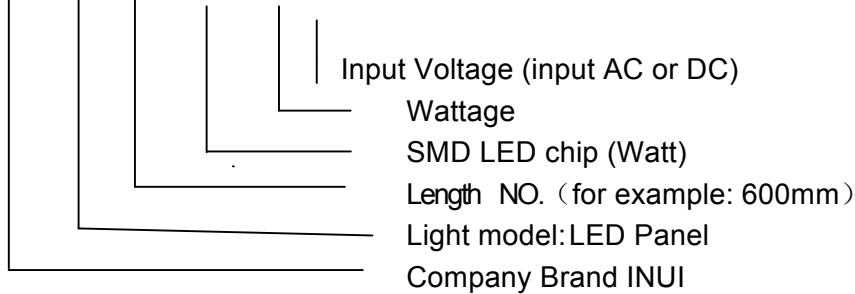 Input Voltage (input AC or DC)
Wattage
SMD LED chip (Watt)
Length NO.（for example: 600mm）
Light model:LED Panel
Company Brand INUI